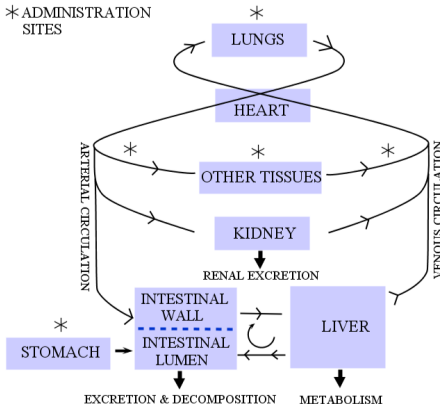 * ADMINISTRATION
SITES
*
LUNGS
HEART
ARTERIAL CIRCULATION
*
*
*
OTHER TISSUES
VENOUS CIRCULATION
KIDNEY
RENAL EXCRETION
INTESTINAL
WALL
LIVER
*
STOMACH
INTESTINAL
LUMEN
EXCRETION & DECOMPOSITION
METABOLISM